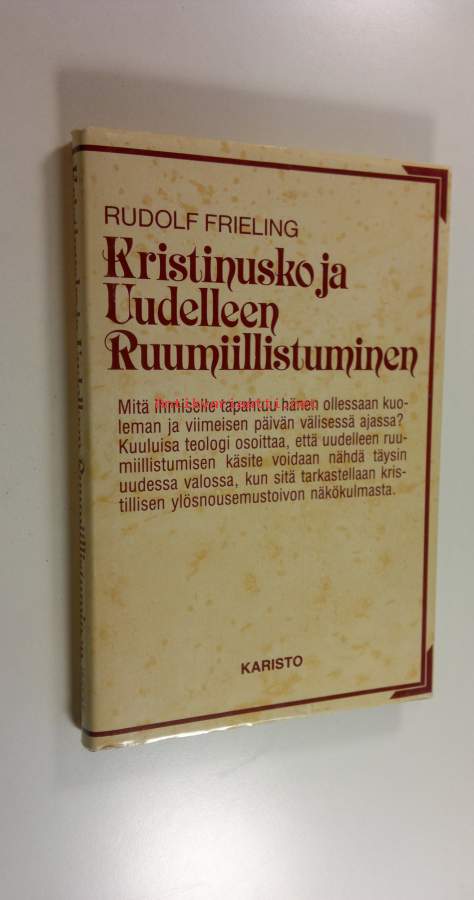 RUDOLF FRIELING
Kristinusko ja
Uudelleen
Ruumiillistuminen
Mitä ihmiselle tapahtuu hänen ollessaan kuo-
leman ja viimeisen päivän välisessä ajassa?
Kuuluisa teologi osoittaa, että uudelleen ruu-
miillistumisen käsite voidaan nähdä täysin
uudessa valossa, kun sitä tarkastellaan kris-
tillisen ylösnousemustoivon näkökulmasta.
KARISTO